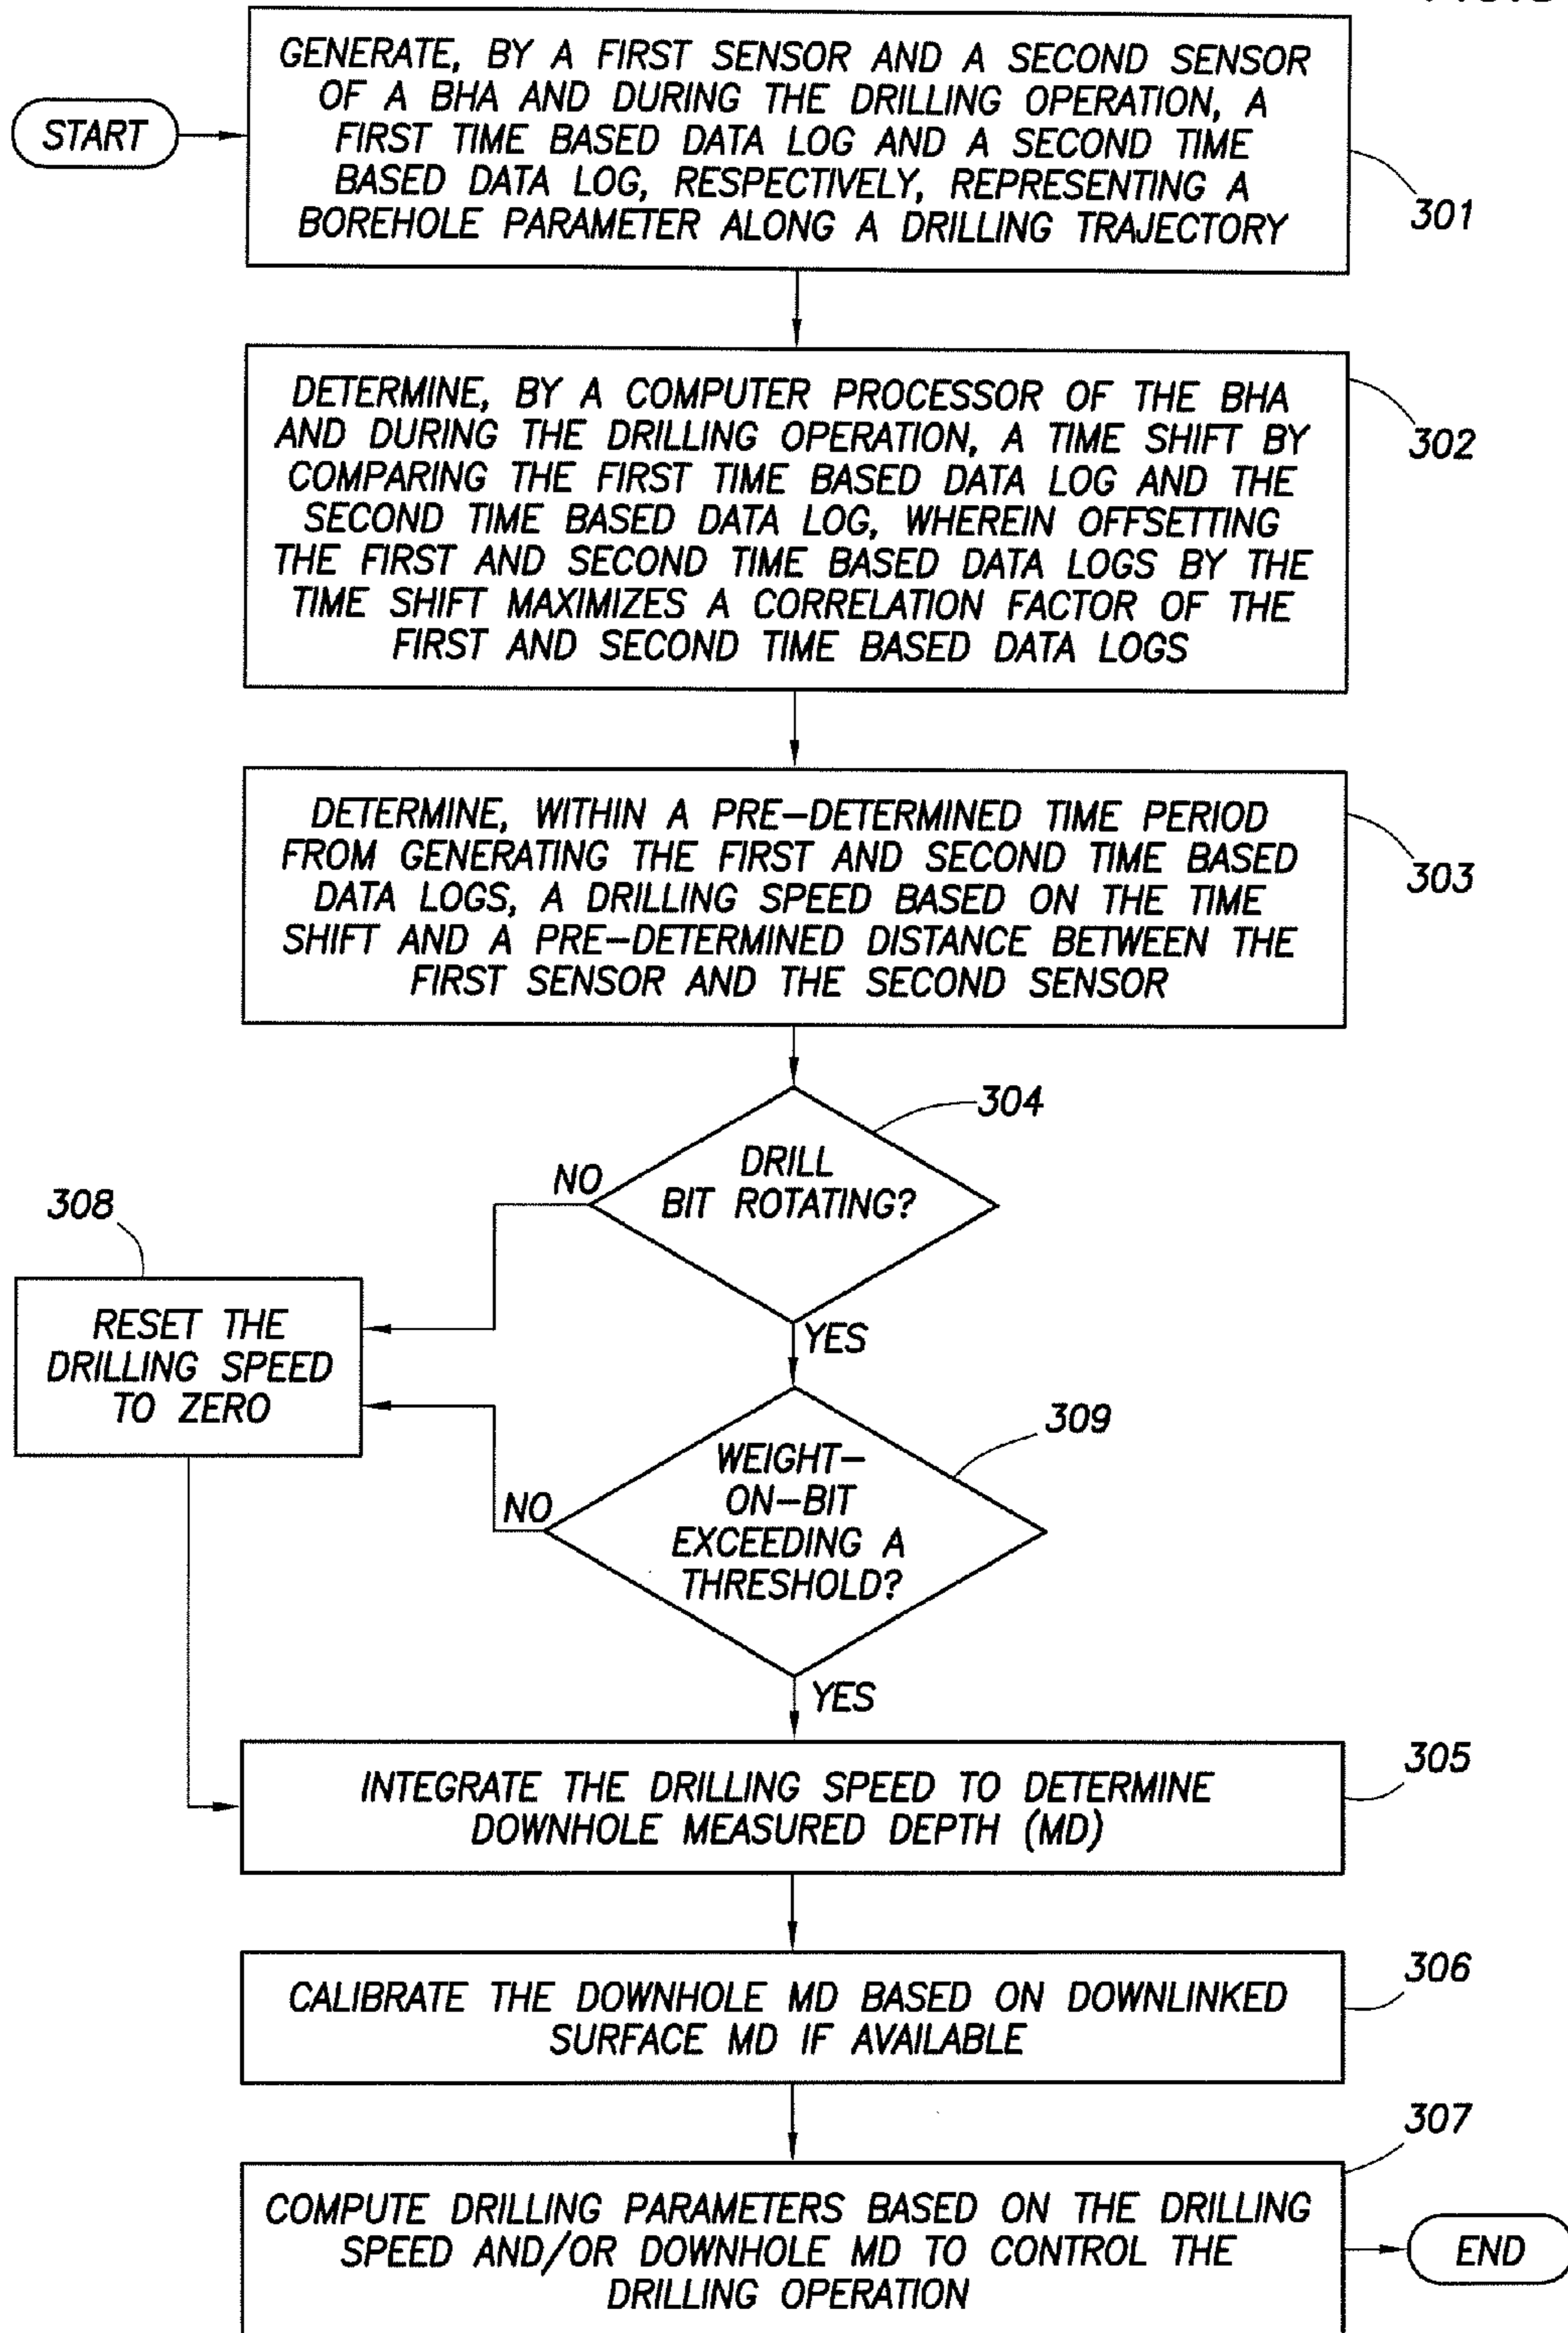 START
GENERATE, BY A FIRST SENSOR AND A SECOND SENSOR
OF A BHA AND DURING THE DRILLING OPERATION, A
FIRST TIME BASED DATA LOG AND A SECOND TIME
BASED DATA LOG, RESPECTIVELY, REPRESENTING A
BOREHOLE PARAMETER ALONG A DRILLING TRAJECTORY
301
DETERMINE, BY A COMPUTER PROCESSOR OF THE BHA
AND DURING THE DRILLING OPERATION, A TIME SHIFT BY
COMPARING THE FIRST TIME BASED DATA LOG AND THE
SECOND TIME BASED DATA LOG, WHEREIN OFFSETTING
THE FIRST AND SECOND TIME BASED DATA LOGS BY THE
TIME SHIFT MAXIMIZES A CORRELATION FACTOR OF THE
FIRST AND SECOND TIME BASED DATA LOGS
302
DETERMINE, WITHIN A PRE-DETERMINED TIME PERIOD
FROM GENERATING THE FIRST AND SECOND TIME BASED
DATA LOGS, A DRILLING SPEED BASED ON THE TIME
SHIFT AND A PRE-DETERMINED DISTANCE BETWEEN THE
FIRST SENSOR AND THE SECOND SENSOR
303
304
DRILL
BIT ROTATING?
NO
YES
308
RESET THE
DRILLING SPEED
TO ZERO
309
WEIGHT-
ON-BIT
EXCEEDING A
THRESHOLD?
NO
YES
305
INTEGRATE THE DRILLING SPEED TO DETERMINE
DOWNHOLE MEASURED DEPTH (MD)
306
CALIBRATE THE DOWNHOLE MD BASED ON DOWNLINKED
SURFACE MD IF AVAILABLE
307
COMPUTE DRILLING PARAMETERS BASED ON THE DRILLING
SPEED AND/OR DOWNHOLE MD TO CONTROL THE
DRILLING OPERATION
END